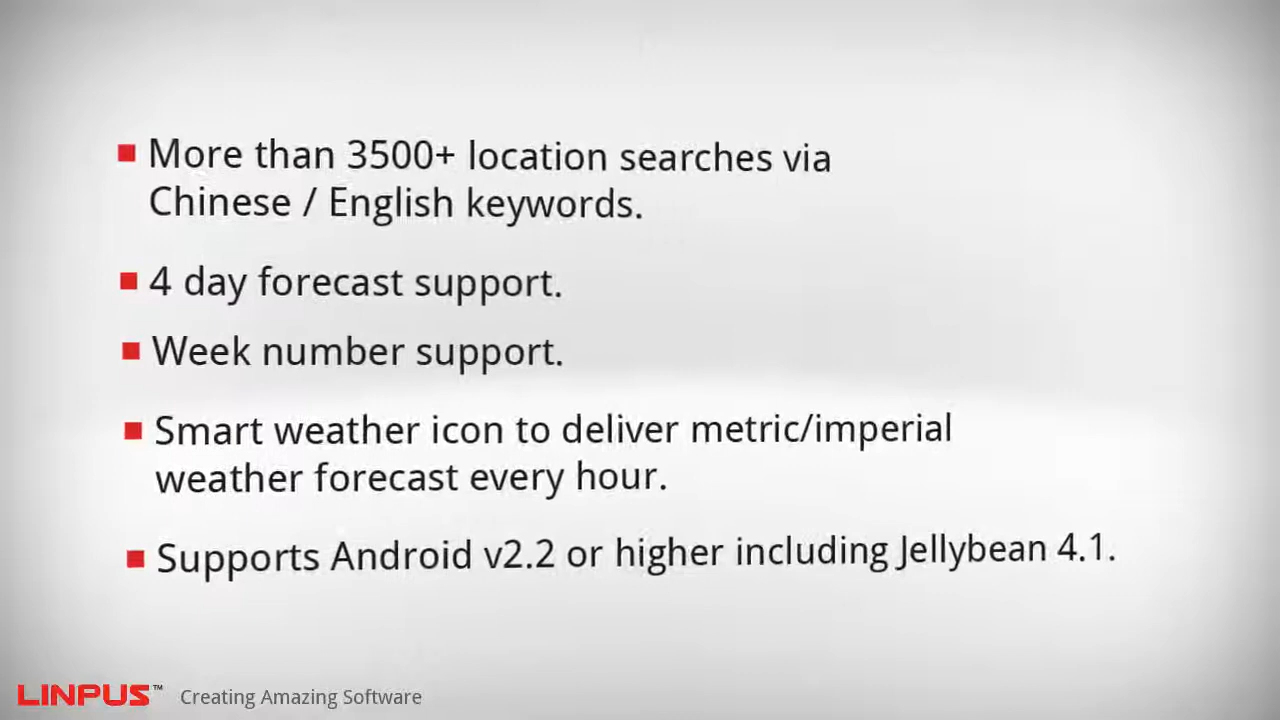 More than 3500+ location searches via
Chinese / English keywords.
4 day forecast support.
Week number support.
Smart weather icon to deliver metric/imperial
weather forecast every hour.
Supports Android v2.2 or higher including Jellybean 4.1.
LINPUS™ Creating Amazing Software